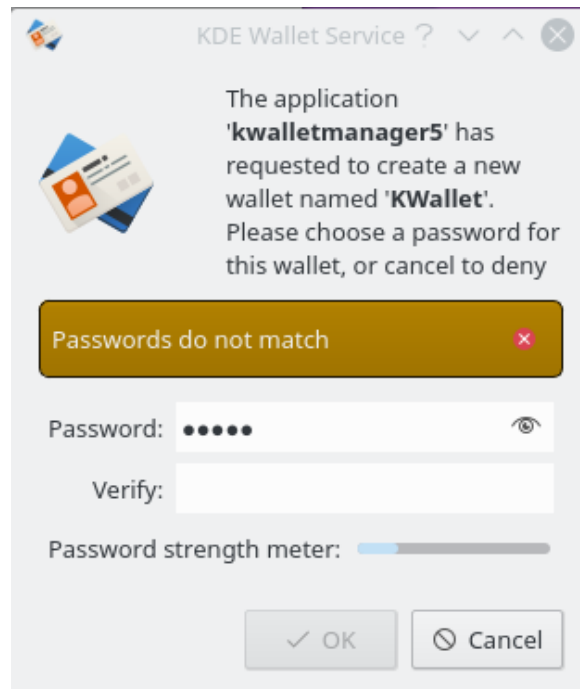 KDE Wallet Service ?
The application
'kwalletmanager5' has
requested to create a new
wallet named 'KWallet'.
Please choose a password for
this wallet, or cancel to deny
Passwords do not match
Password: •••••
Verify:
Password strength meter:
OK
Cancel